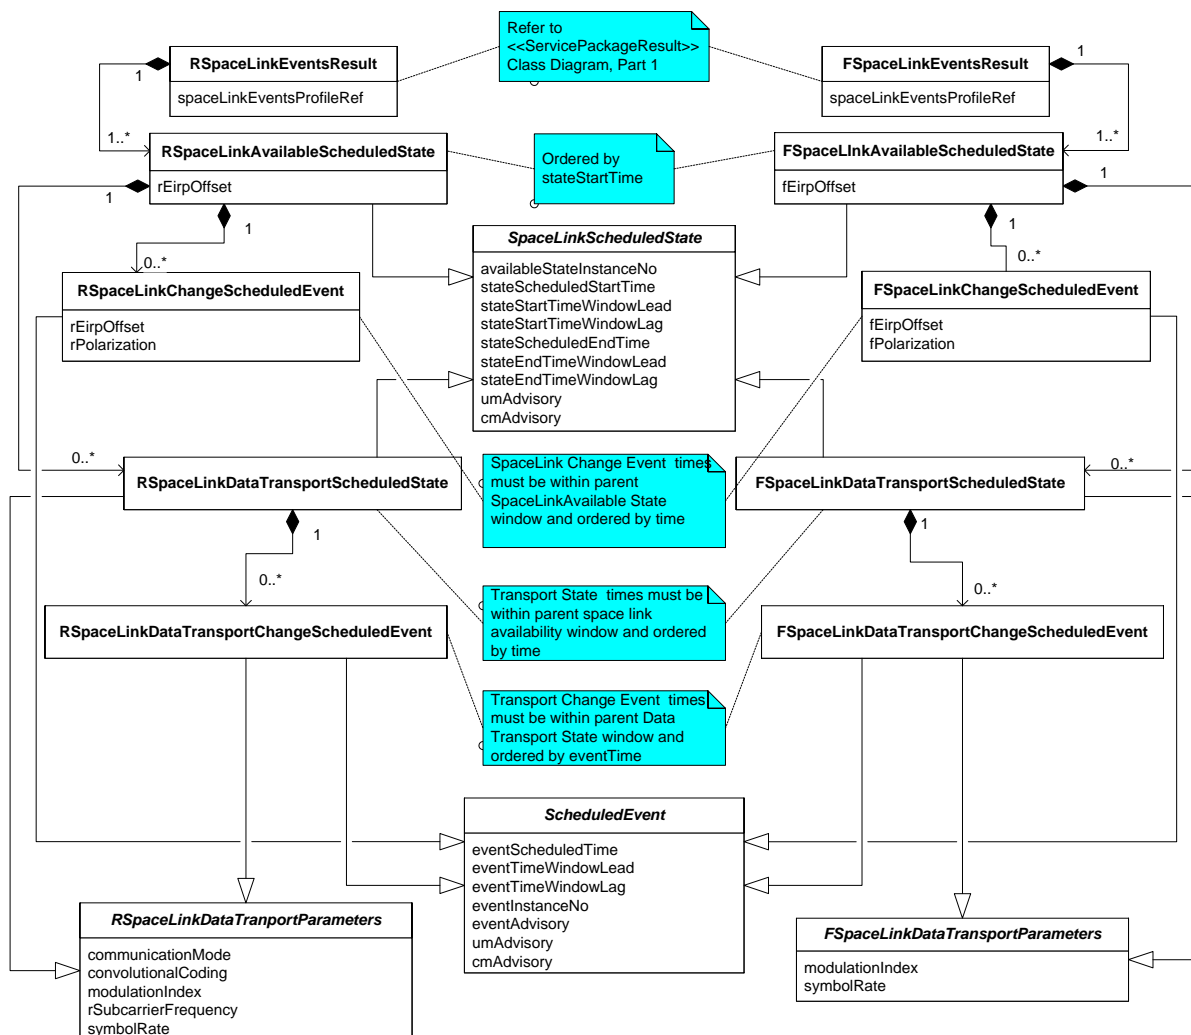 Refer to
<<ServicePackageResult>>
Class Diagram, Part 1
RSpaceLinkEventsResult
spaceLinkEventsProfileRef
1
FSpaceLinkEventsResult
spaceLinkEventsProfileRef
1
1..*
1..*
RSpaceLinkAvailableScheduledState
rEirpOffset
1
1
Ordered by
stateStartTime
FSpaceLInkAvailableScheduledState
fEirpOffset
1
1
SpaceLinkScheduledState
availableStateInstanceNo
stateScheduledStartTime
stateStartTimeWindowLead
stateStartTimeWindowLag
stateScheduledEndTime
stateEndTimeWindowLead
stateEndTimeWindowLag
umAdvisory
cmAdvisory
0..*
RSpaceLinkChangeScheduledEvent
rEirpOffset
rPolarization
0..*
FSpaceLinkChangeScheduledEvent
fEirpOffset
fPolarization
0..*
RSpaceLinkDataTransportScheduledState
1
SpaceLink Change Event times
must be within parent
SpaceLinkAvailable State
window and ordered by time
0..*
FSpaceLinkDataTransportScheduledState
1
0..*
RSpaceLinkDataTransportChangeScheduledEvent
Transport State times must be
within parent space link
availability window and ordered
by time
0..*
FSpaceLinkDataTransportChangeScheduledEvent
Transport Change Event times
must be within parent Data
Transport State window and
ordered by eventTime
ScheduledEvent
eventScheduledTime
eventTimeWindowLead
eventTimeWindowLag
eventInstanceNo
eventAdvisory
umAdvisory
cmAdvisory
RSpaceLinkDataTranportParameters
communicationMode
convolutionalCoding
modulationIndex
rSubcarrierFrequency
symbolRate
FSpaceLinkDataTransportParameters
modulationIndex
symbolRate